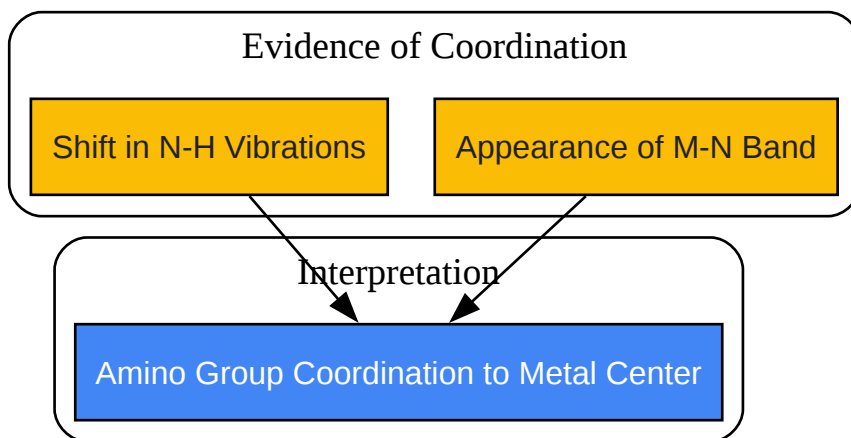 Evidence of Coordination
Shift in N-H Vibrations
Appearance of M-N Band
Interpretation
Amino Group Coordination to Metal Center